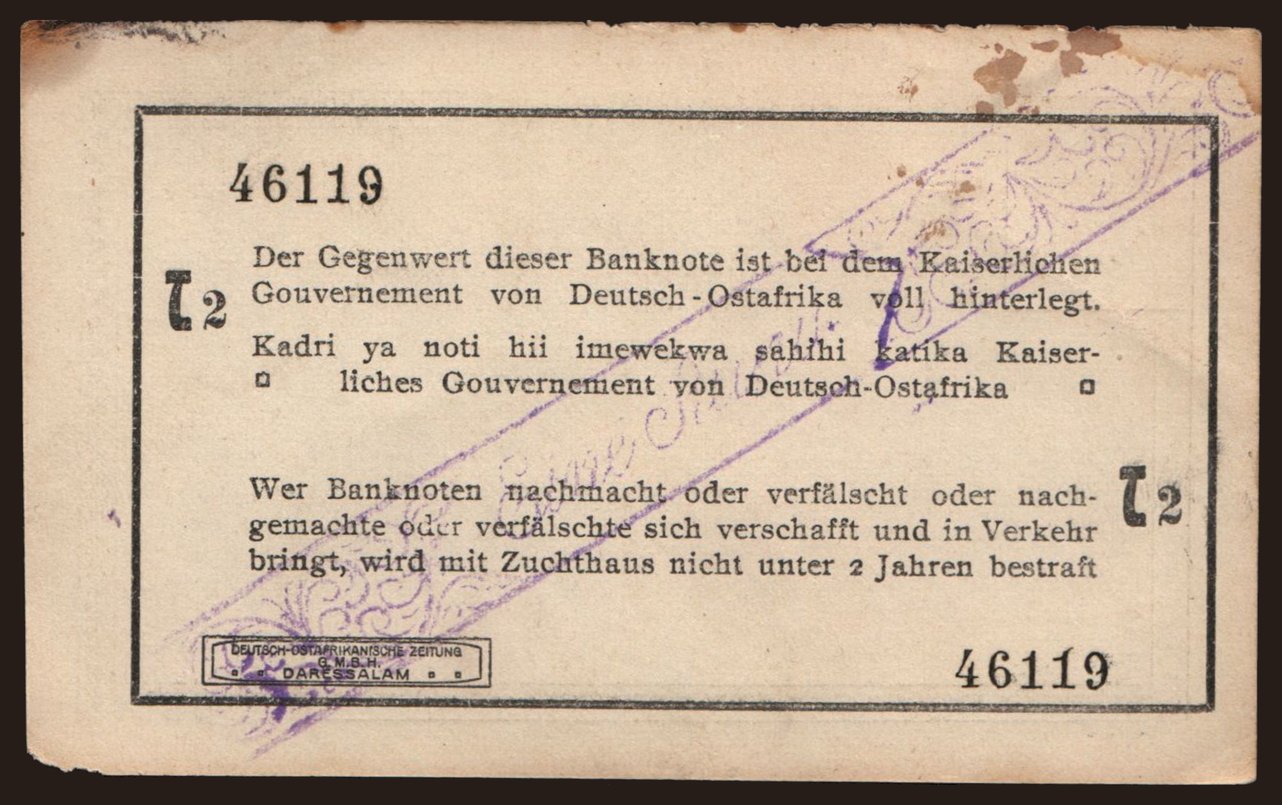 46119
Der Gegenwert dieser Banknote ist bei dem Kaiserlichen
Gouvernement von Deutsch-Ostafrika voll hinterlegt.
Kadri ya noti hii imewekwa sahihi katika Kaiser-
liches Gouvernement von Deutsch-Ostafrika
2
Wer Banknoten nachmacht oder verfälscht oder nach-
gemachte oder verfälschte sich verschafft und in Verkehr
bringt, wird mit Zuchthaus nicht unter 2 Jahren bestraft
2
DEUTSCH-OSTAFRIKANISCHE ZEITUNG
G.M.B.H.
DARESSALAM
46119